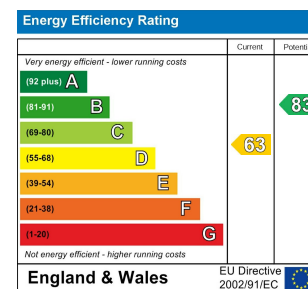 Energy Efficiency Rating
Current
Potenti
Very energy efficient - lower running costs
(92 plus) A
(81-91) B
83
(69-80) C
63
(55-68) D
(39-54) E
(21-38) F
(1-20) G
Not energy efficient - higher running costs
England & Wales
EU Directive
2002/91/EC